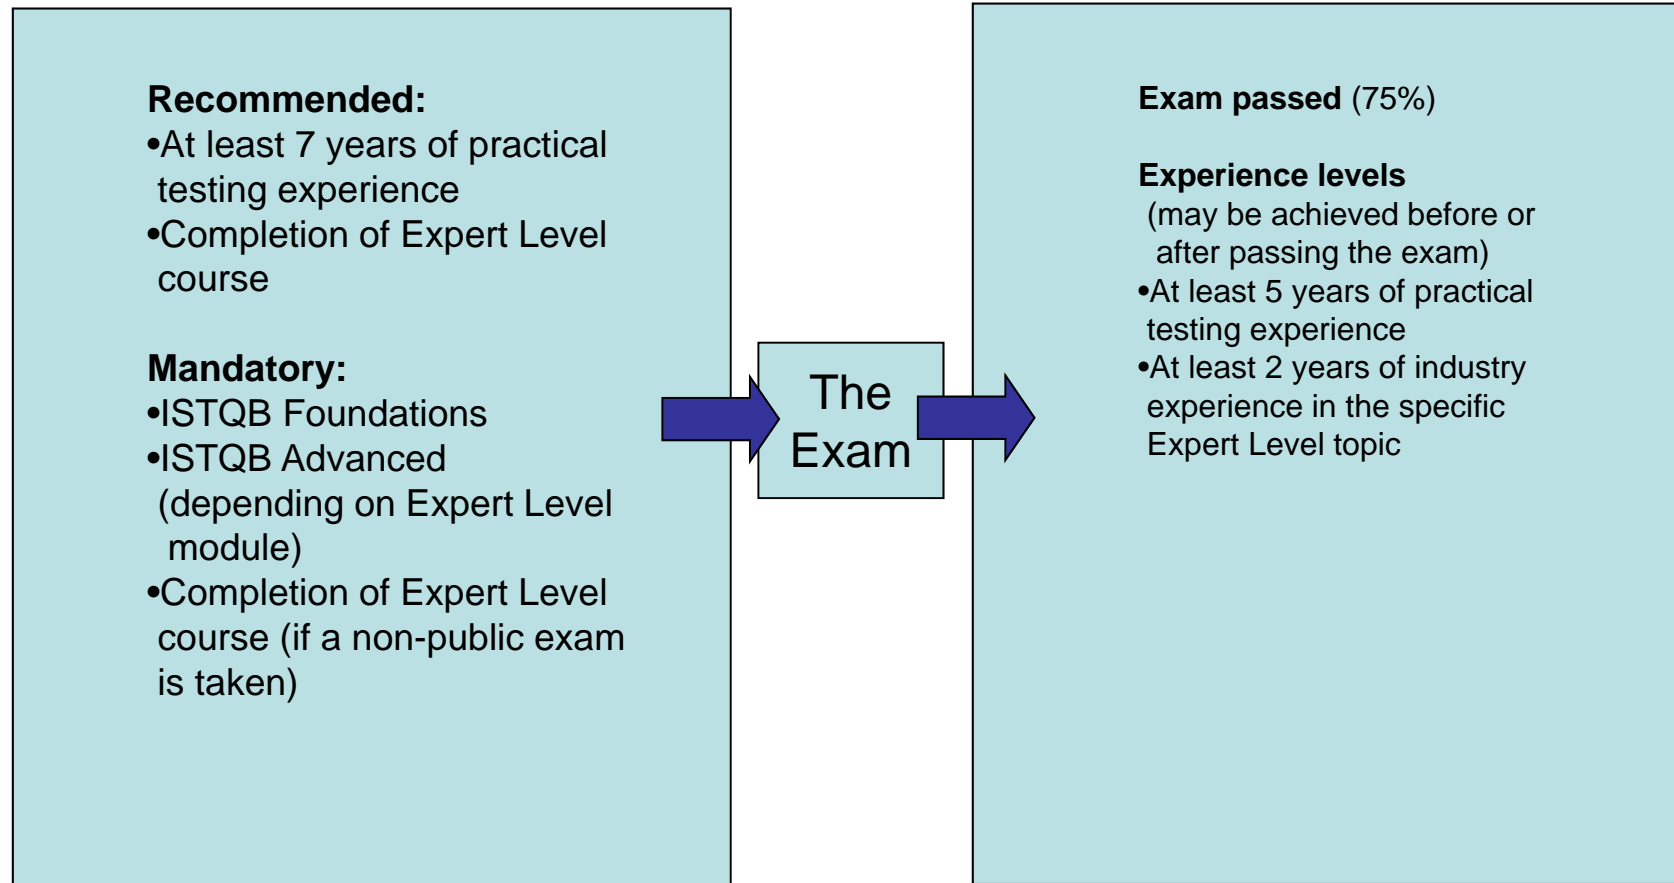 Recommended:
•At least 7 years of practical
testing experience
•Completion of Expert Level
course
Mandatory:
•ISTQB Foundations
•ISTQB Advanced
(depending on Expert Level
module)
•Completion of Expert Level
course (if a non-public exam
is taken)
The
Exam
Exam passed (75%)
Experience levels
(may be achieved before or
after passing the exam)
•At least 5 years of practical
testing experience
•At least 2 years of industry
experience in the specific
Expert Level topic